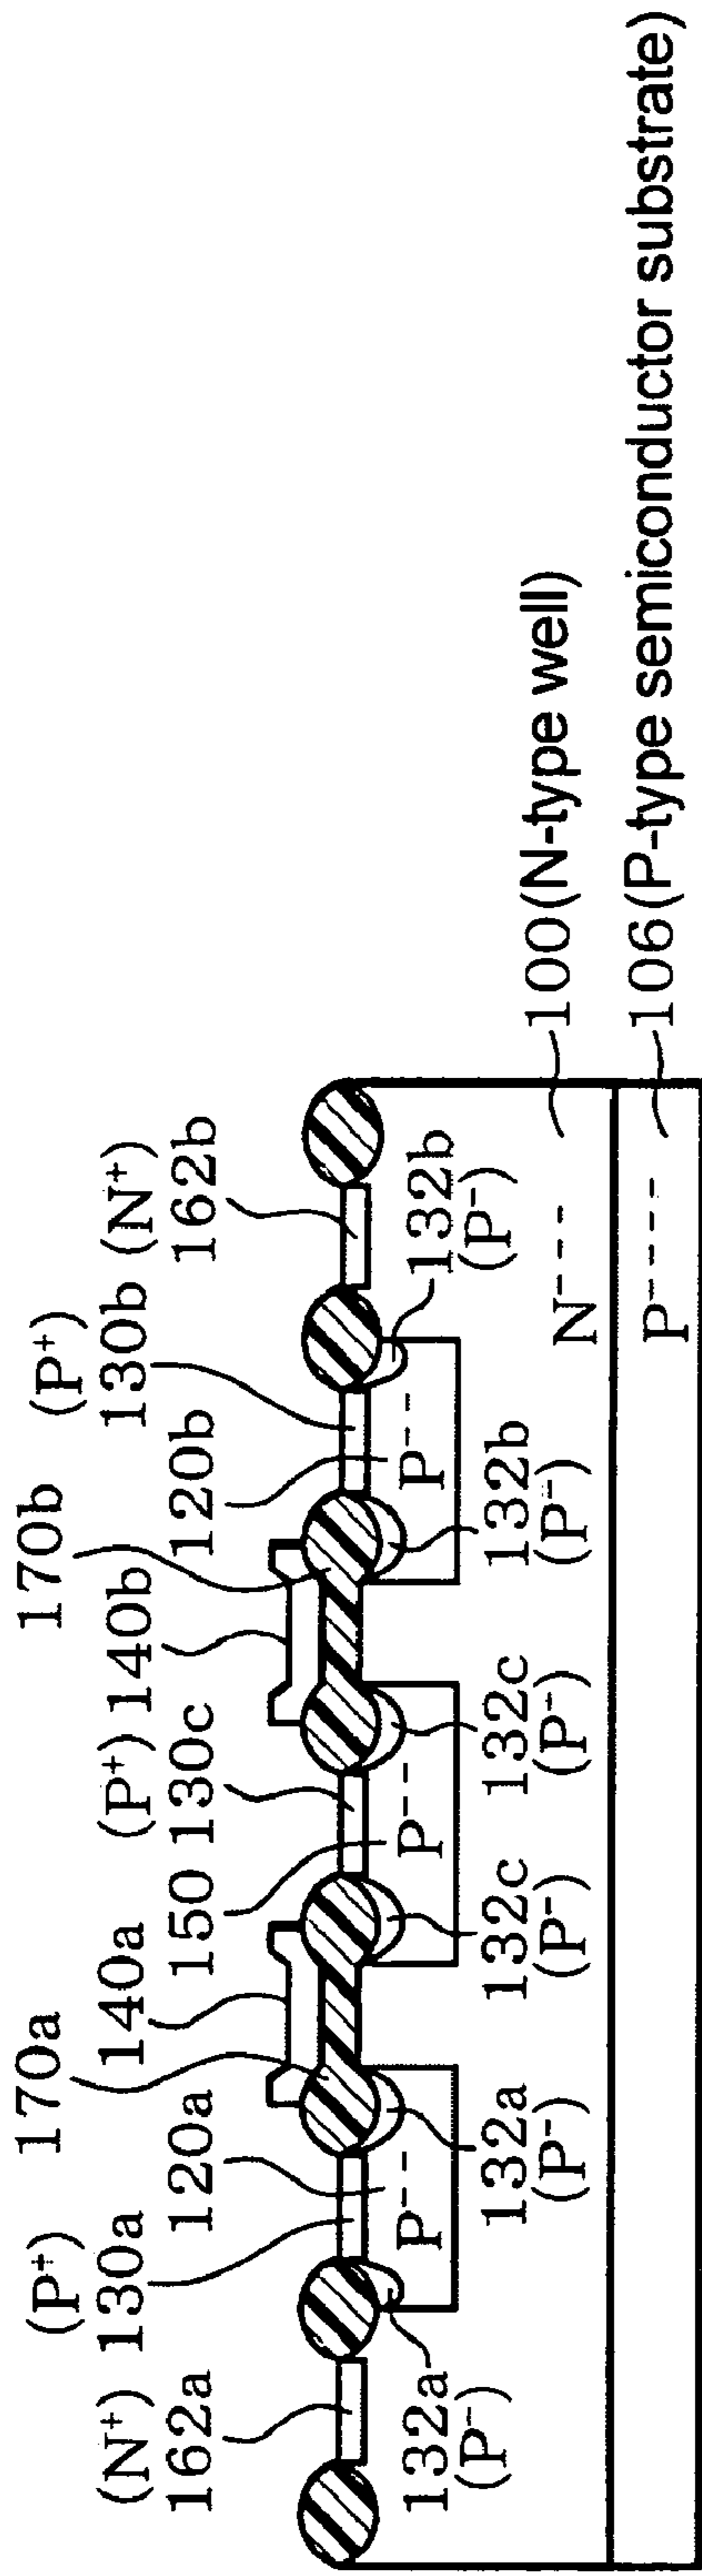 (P⁺) 170a 170b (P⁺)
(N⁺) 130a 140a (P⁺) 140b 130b (N⁺)
162a 120a 150 130c 120b 162b
P-- P-- P--
132a 132b
(P⁻) (P⁻)
132a 132c 132c 132b
(P⁻) (P⁻) (P⁻) (P⁻)
N--- 100(N-type well)
P---- 106(P-type semiconductor substrate)